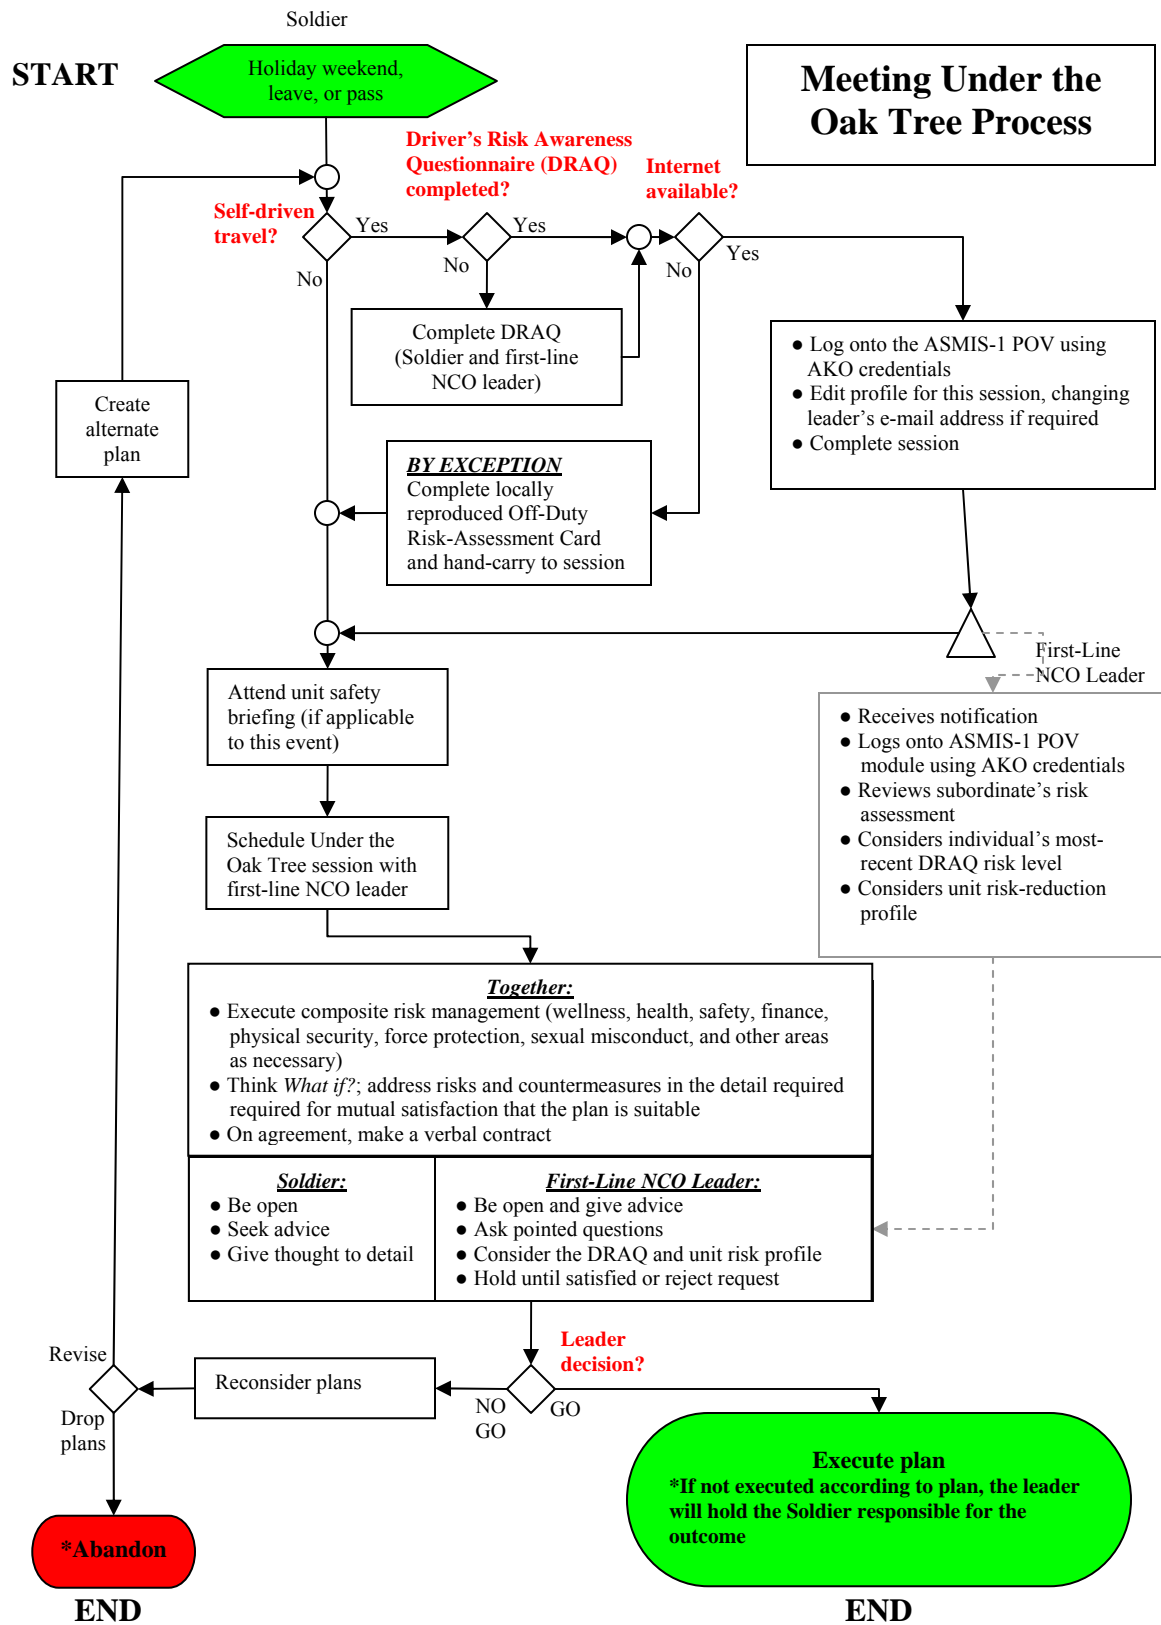 Soldier
START
Holiday weekend,
leave, or pass
Meeting Under the
Oak Tree Process
Driver’s Risk Awareness
Questionnaire (DRAQ)
completed?
Internet
available?
Self-driven
travel?
Yes
No
Yes
No
Yes
No
Complete DRAQ
(Soldier and first-line
NCO leader)
● Log onto the ASMIS-1 POV using
AKO credentials
● Edit profile for this session, changing
leader’s e-mail address if required
● Complete session
Create
alternate
plan
BY EXCEPTION
Complete locally
reproduced Off-Duty
Risk-Assessment Card
and hand-carry to session
First-Line
NCO Leader
Attend unit safety
briefing (if applicable
to this event)
● Receives notification
● Logs onto ASMIS-1 POV
module using AKO credentials
● Reviews subordinate’s risk
assessment
● Considers individual’s most-
recent DRAQ risk level
● Considers unit risk-reduction
profile
Schedule Under the
Oak Tree session with
first-line NCO leader
Together:
● Execute composite risk management (wellness, health, safety, finance,
physical security, force protection, sexual misconduct, and other areas
as necessary)
● Think What if?; address risks and countermeasures in the detail required
required for mutual satisfaction that the plan is suitable
● On agreement, make a verbal contract
Soldier:
● Be open
● Seek advice
● Give thought to detail
First-Line NCO Leader:
● Be open and give advice
● Ask pointed questions
● Consider the DRAQ and unit risk profile
● Hold until satisfied or reject request
Leader
decision?
Revise
Reconsider plans
NO
GO
GO
Drop
plans
Execute plan
*If not executed according to plan, the leader
will hold the Soldier responsible for the
outcome
*Abandon
END
END